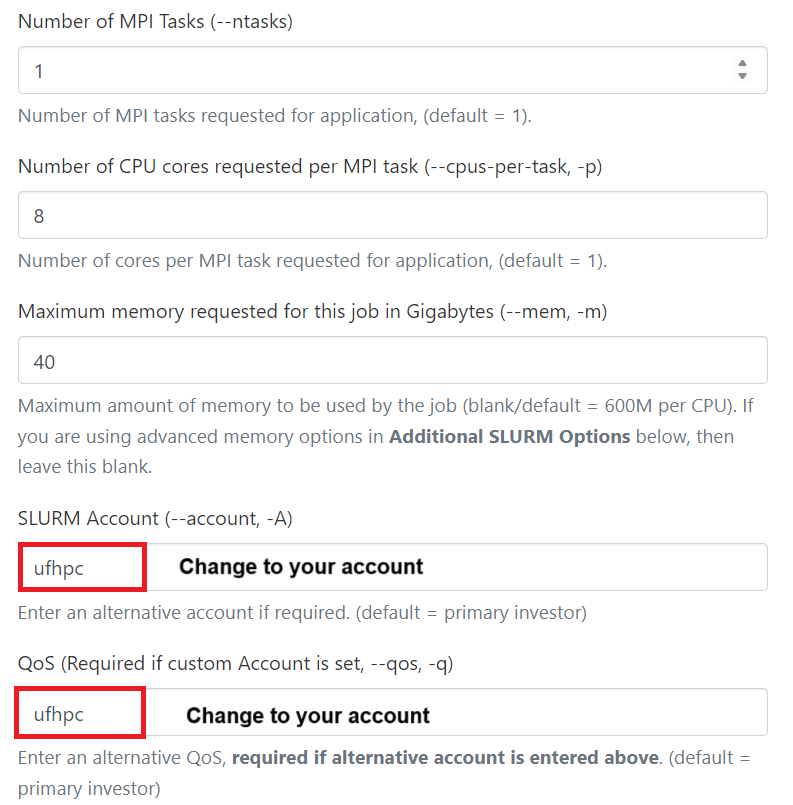 Number of MPI Tasks (--ntasks)
1
Number of MPI tasks requested for application, (default = 1).
Number of CPU cores requested per MPI task (--cpus-per-task, -p)
8
Number of cores per MPI task requested for application, (default = 1).
Maximum memory requested for this job in Gigabytes (--mem, -m)
40
Maximum amount of memory to be used by the job (blank/default = 600M per CPU). If
you are using advanced memory options in Additional SLURM Options below, then
leave this blank.
SLURM Account (--account, -A)
ufhpc Change to your account
Enter an alternative account if required. (default = primary investor)
QoS (Required if custom Account is set, --qos, -q)
ufhpc Change to your account
Enter an alternative QoS, required if alternative account is entered above. (default =
primary investor)